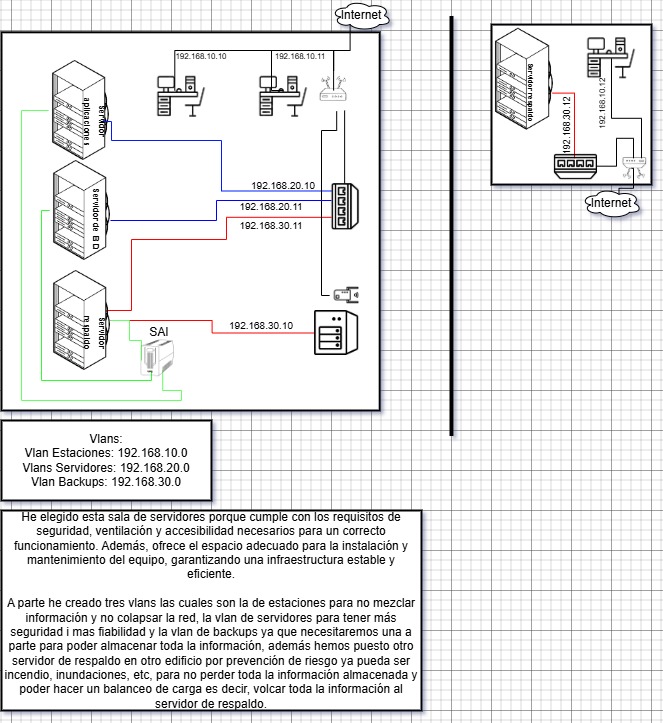 Internet
192.168.10.10
192.168.10.11
Servidor
aplicaciones
192.168.20.10
192.168.20.11
192.168.30.11
Servidor de BD
Servidor
respaldo
192.168.30.10
SAI
Servidor respaldo
192.168.30.12
192.168.10.12
Internet
Vlans:
Vlan Estaciones: 192.168.10.0
Vlans Servidores: 192.168.20.0
Vlan Backups: 192.168.30.0
He elegido esta sala de servidores porque cumple con los requisitos de
seguridad, ventilación y accesibilidad necesarios para un correcto
funcionamiento. Además, ofrece el espacio adecuado para la instalación y
mantenimiento del equipo, garantizando una infraestructura estable y
eficiente.
A parte he creado tres vlans las cuales son la de estaciones para no mezclar
información y no colapsar la red, la vlan de servidores para tener más
seguridad i mas fiabilidad y la vlan de backups ya que necesitaremos una a
parte para poder almacenar toda la información, además hemos puesto otro
servidor de respaldo en otro edificio por prevención de riesgo ya pueda ser
incendio, inundaciones, etc, para no perder toda la información almacenada y
poder hacer un balanceo de carga es decir, volcar toda la información al
servidor de respaldo.